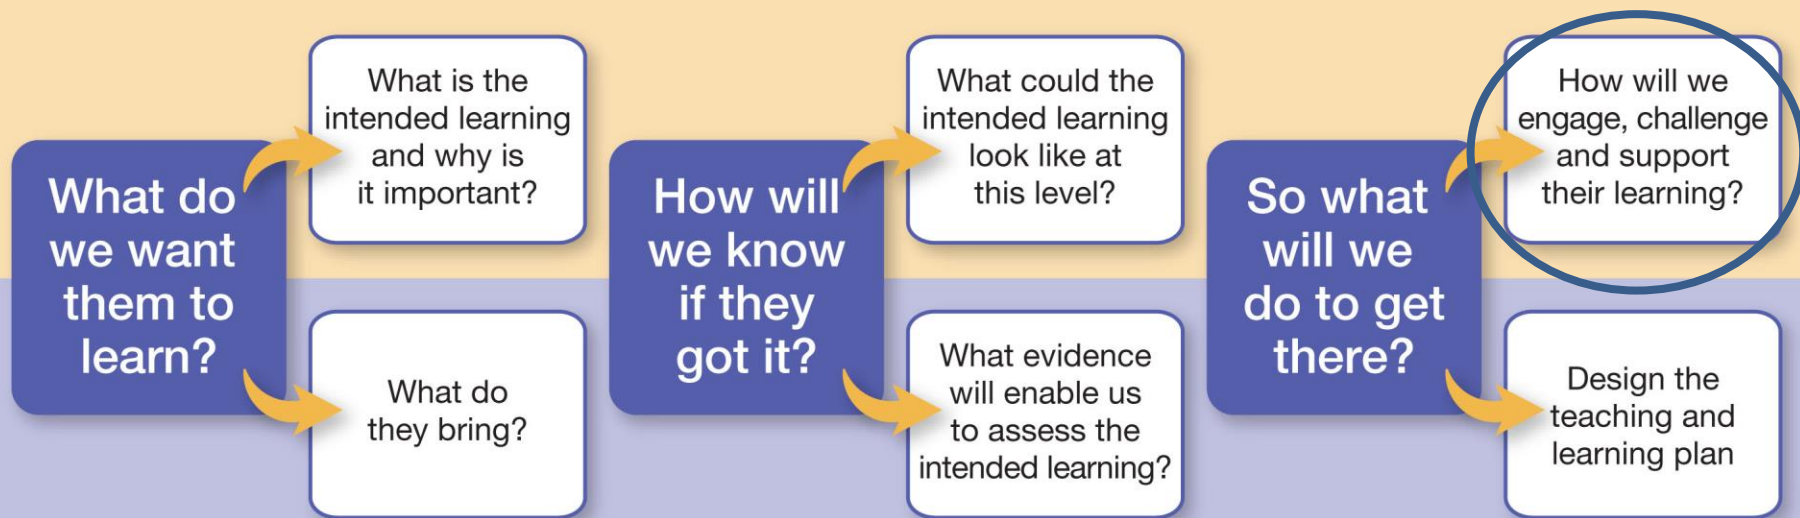 What do
we want
them to
learn?
What is the
intended learning
and why is
it important?
What do
they bring?
How will
we know
if they
got it?
What could the
intended learning
look like at
this level?
What evidence
will enable us
to assess the
intended learning?
So what
will we
do to get
there?
How will we
engage, challenge
and support
their learning?
Design the
teaching and
learning plan